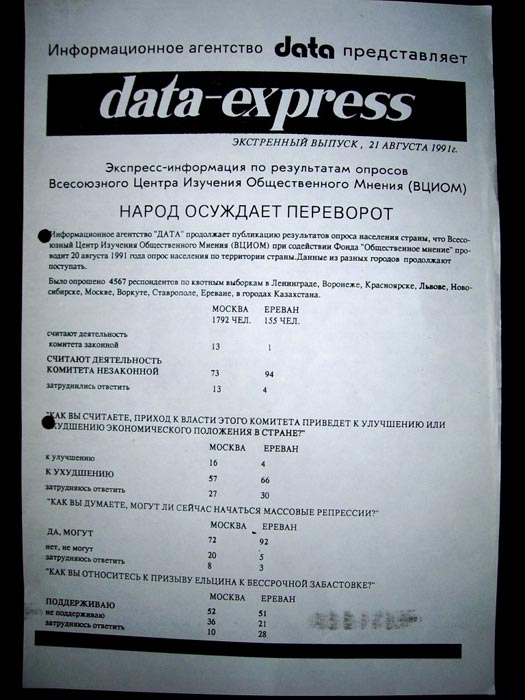 Информационное агентство data представляет
data-express
ЭКСТРЕННЫЙ ВЫПУСК, 21 АВГУСТА 1991г.
Экспресс-информация по результатам опросов
Всесоюзного Центра Изучения Общественного Мнения (ВЦИОМ)
НАРОД ОСУЖДАЕТ ПЕРЕВОРОТ
Информационное агентство "ДАТА" продолжает публикацию результатов опроса населения страны, что Всесо-
юзный Центр Изучения Общественного Мнения (ВЦИОМ) при содействии Фонда "Общественное мнение" про-
водит 20 августа 1991 года опрос населения по территории страны.Данные из разных городов продолжают
поступать.
Было опрошено 4567 респондентов по квотным выборкам в Ленинграде, Воронеже, Красноярске, Львове, Ново-
сибирске, Москве, Воркуте, Ставрополе, Ереване, в городах Казахстана.
МОСКВА ЕРЕВАН
1792 ЧЕЛ. 155 ЧЕЛ.
считают деятельность
комитета законной 13 1
СЧИТАЮТ ДЕЯТЕЛЬНОСТЬ
КОМИТЕТА НЕЗАКОННОЙ 73 94
затруднились ответить 13 4
"КАК ВЫ СЧИТАЕТЕ, ПРИХОД К ВЛАСТИ ЭТОГО КОМИТЕТА ПРИВЕДЕТ К УЛУЧШЕНИЮ ИЛИ
УХУДШЕНИЮ ЭКОНОМИЧЕСКОГО ПОЛОЖЕНИЯ В СТРАНЕ?"
МОСКВА ЕРЕВАН
к улучшению 16 4
К УХУДШЕНИЮ 57 66
затрудняюсь ответить 27 30
"КАК ВЫ ДУМАЕТЕ, МОГУТ ЛИ СЕЙЧАС НАЧАТЬСЯ МАССОВЫЕ РЕПРЕССИИ?"
МОСКВА ЕРЕВАН
ДА, МОГУТ 72 92
нет, не могут 20 5
затрудняюсь ответить 8 3
"КАК ВЫ ОТНОСИТЕСЬ К ПРИЗЫВУ ЕЛЬЦИНА К БЕССРОЧНОЙ ЗАБАСТОВКЕ?"
МОСКВА ЕРЕВАН
ПОДДЕРЖИВАЮ 52 51
не поддерживаю 36 21
затрудняюсь ответить 10 28